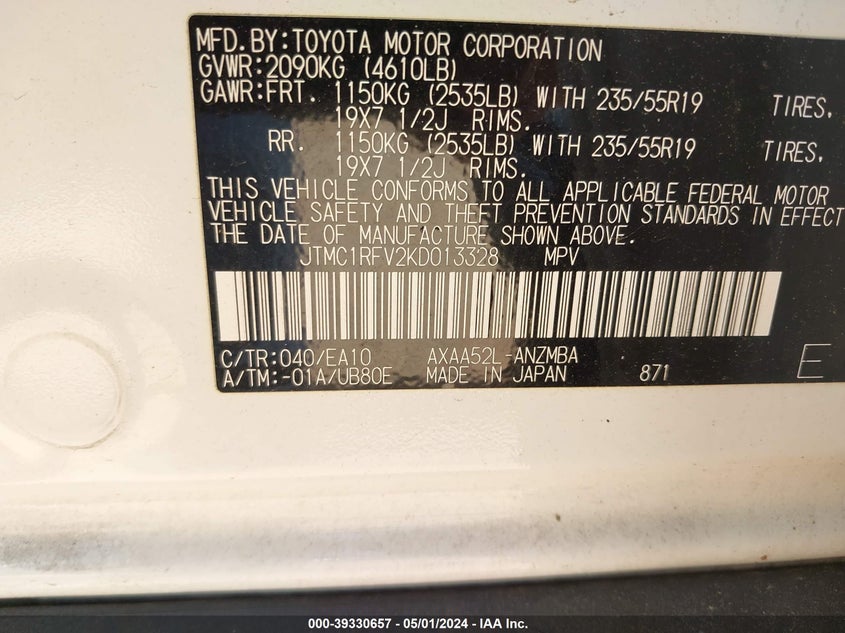 MFD.BY:TOYOTA MOTOR CORPORATION
GVWR:2090KG (4610LB)
GAWR:FRT. 1150KG (2535LB) WITH 235/55R19 TIRES,
19X7 1/2J RIMS.
RR. 1150KG (2535LB) WITH 235/55R19 TIRES,
19X7 1/2J RIMS.
THIS VEHICLE CONFORMS TO ALL APPLICABLE FEDERAL MOTOR
VEHICLE SAFETY AND THEFT PREVENTION STANDARDS IN EFFECT
THE DATE OF MANUFACTURE SHOWN ABOVE.
JTMC1RFV2KD013328 MPV
C/TR:040/EA10 AXAA52L-ANZMBA
A/TM:-01A/UB80E MADE IN JAPAN 871 E
000-39330657 - 05/01/2024 - IAA Inc.